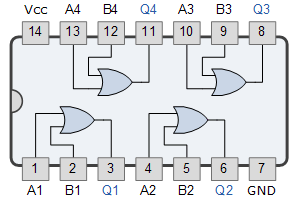 Vcc A4 B4 Q4 A3 B3 Q3
14 13 12 11 10 9 8
1 2 3 4 5 6 7
A1 B1 Q1 A2 B2 Q2 GND